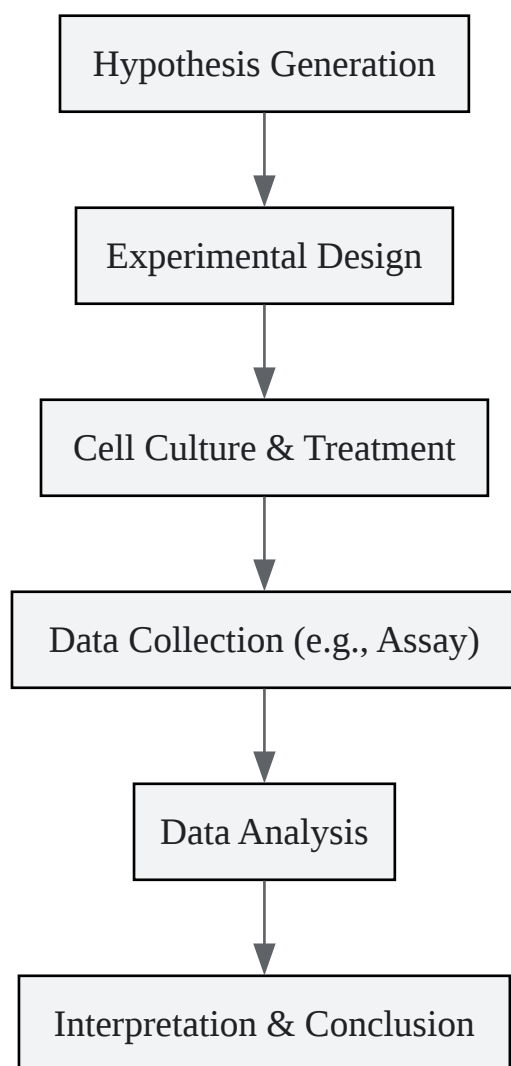 Hypothesis Generation
Experimental Design
Cell Culture & Treatment
Data Collection (e.g., Assay)
Data Analysis
Interpretation & Conclusion